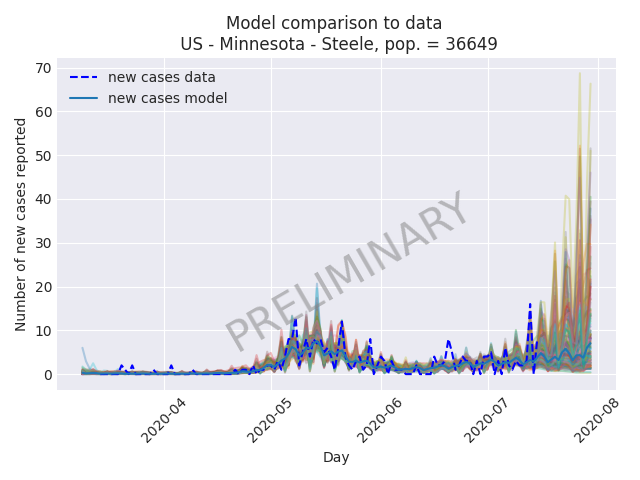 Model comparison to data
US - Minnesota - Steele, pop. = 36649
new cases data
new cases model
Number of new cases reported
70
60
50
40
30
20
10
0
PRELIMINARY
2020-04
2020-05
2020-06
2020-07
2020-08
Day